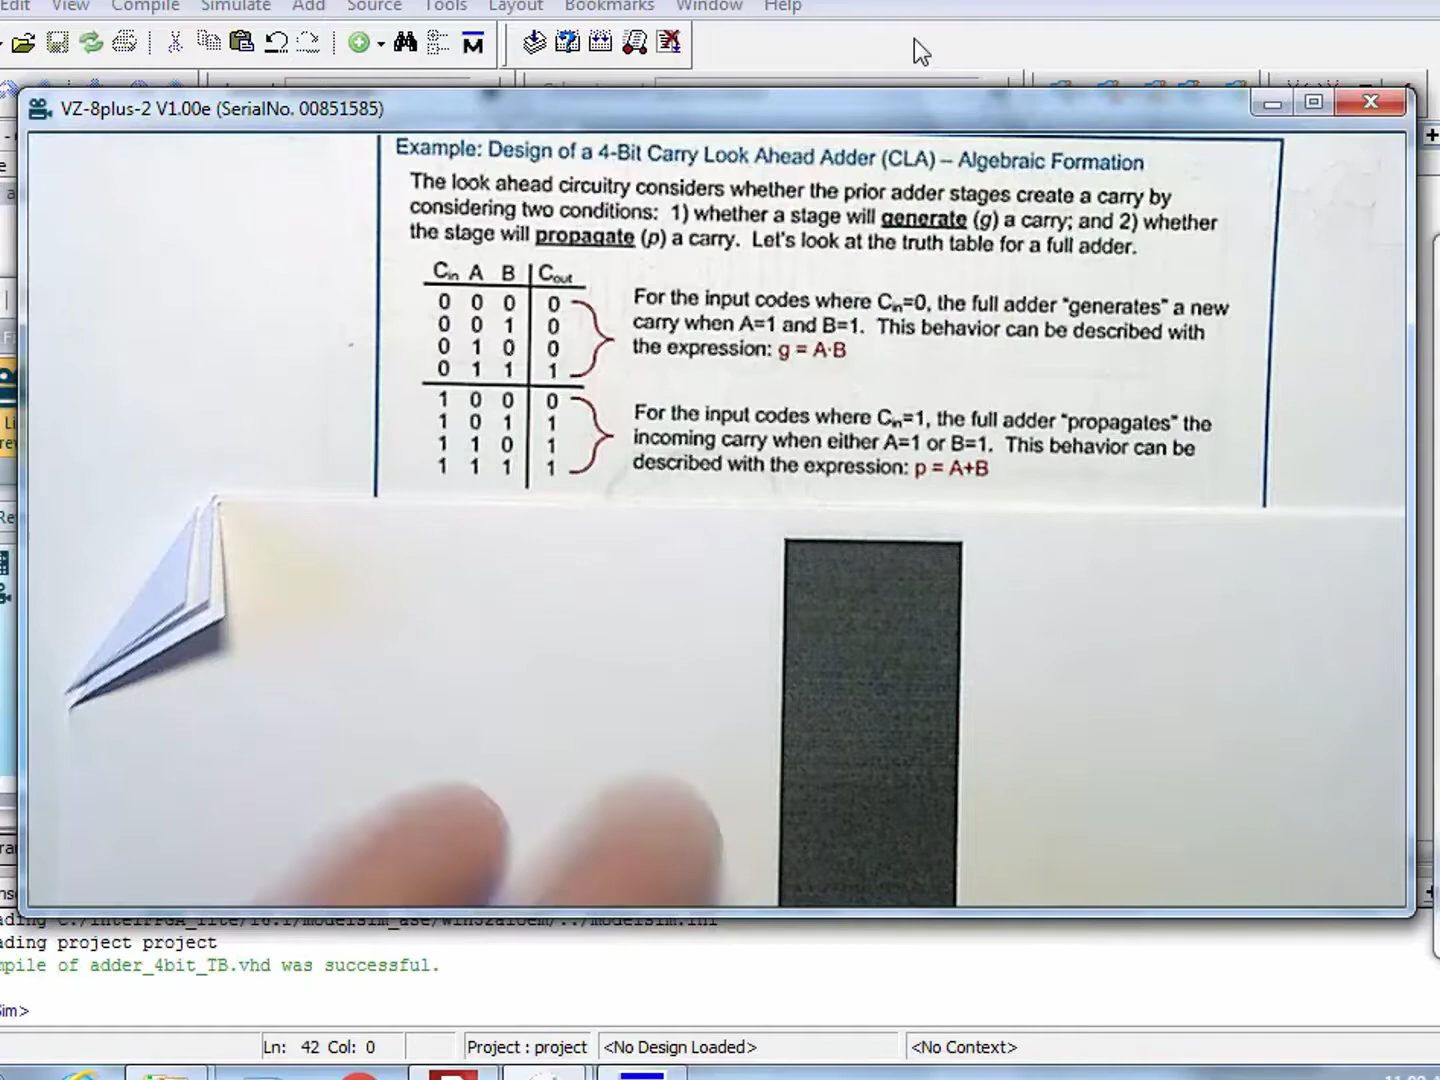 Edit View Compile Simulate Add Source Tools Layout Bookmarks Window Help
VZ-8plus-2 V1.00e (SerialNo. 00851585)
Example: Design of a 4-Bit Carry Look Ahead Adder (CLA) – Algebraic Formation
The look ahead circuitry considers whether the prior adder stages create a carry by
considering two conditions: 1) whether a stage will generate (g) a carry; and 2) whether
the stage will propagate (p) a carry. Let's look at the truth table for a full adder.
Cin A B Cout
0 0 0 0
0 0 1 0
0 1 0 0
0 1 1 1
1 0 0 0
1 0 1 1
1 1 0 1
1 1 1 1
For the input codes where Cin=0, the full adder "generates" a new
carry when A=1 and B=1. This behavior can be described with
the expression: g = A·B
For the input codes where Cin=1, the full adder "propagates" the
incoming carry when either A=1 or B=1. This behavior can be
described with the expression: p = A+B
ading project project
mpile of adder_4bit_TB.vhd was successful.
Sim>
Ln: 42 Col: 0
Project : project
<No Design Loaded>
<No Context>